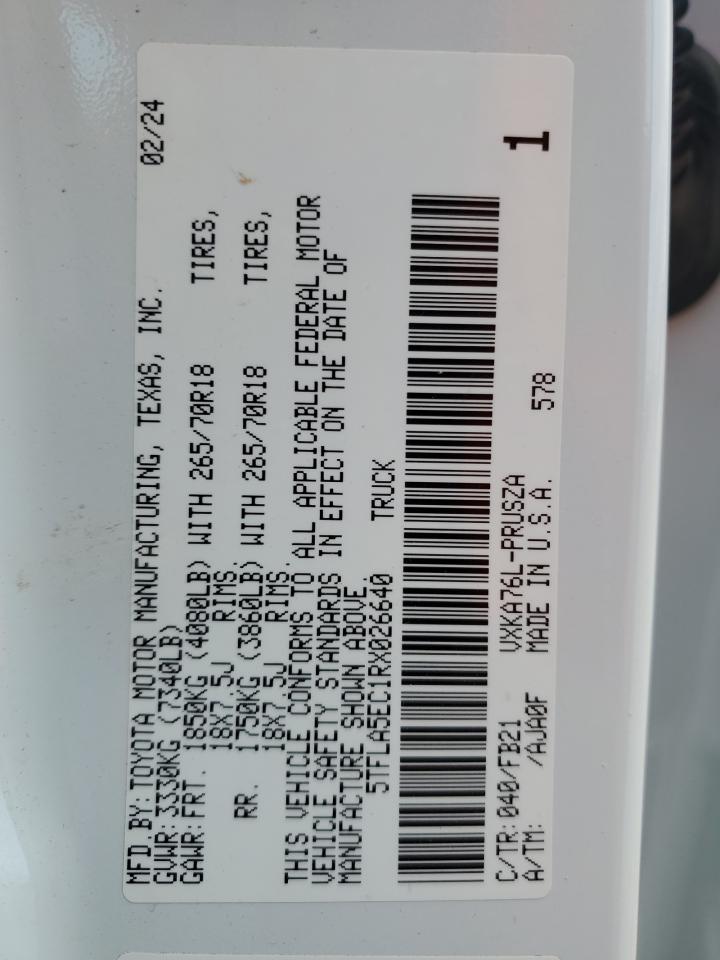 MFD.BY:TOYOTA MOTOR MANUFACTURING, TEXAS, INC. 02/24
GVWR:3330KG (7340LB)
GAWR:FRT. 1850KG (4080LB) WITH 265/70R18 TIRES,
18X7.5J RIMS.
RR. 1750KG (3860LB) WITH 265/70R18 TIRES,
18X7.5J RIMS.
THIS VEHICLE CONFORMS TO ALL APPLICABLE FEDERAL MOTOR
VEHICLE SAFETY STANDARDS IN EFFECT ON THE DATE OF
MANUFACTURE SHOWN ABOVE.
5TFLA5EC1RX026640 TRUCK
C/TR:040/FB21 VXKA76L-PRUSZA 1
A/TM: /AJA0F MADE IN U.S.A. 578